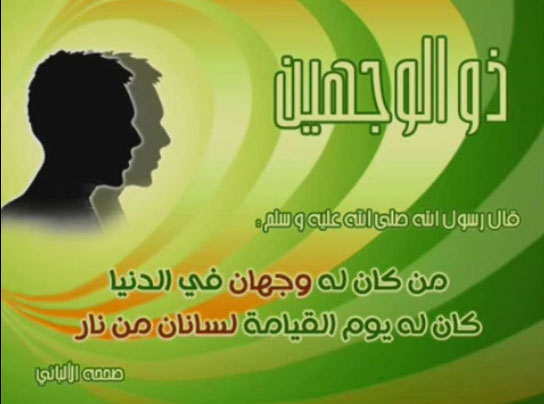 ذو الوجهين
قال رسول الله صلى الله عليه و سلم :
من كان له وجهان في الدنيا
كان له يوم القيامة لسانان من نار
صححه الألباني